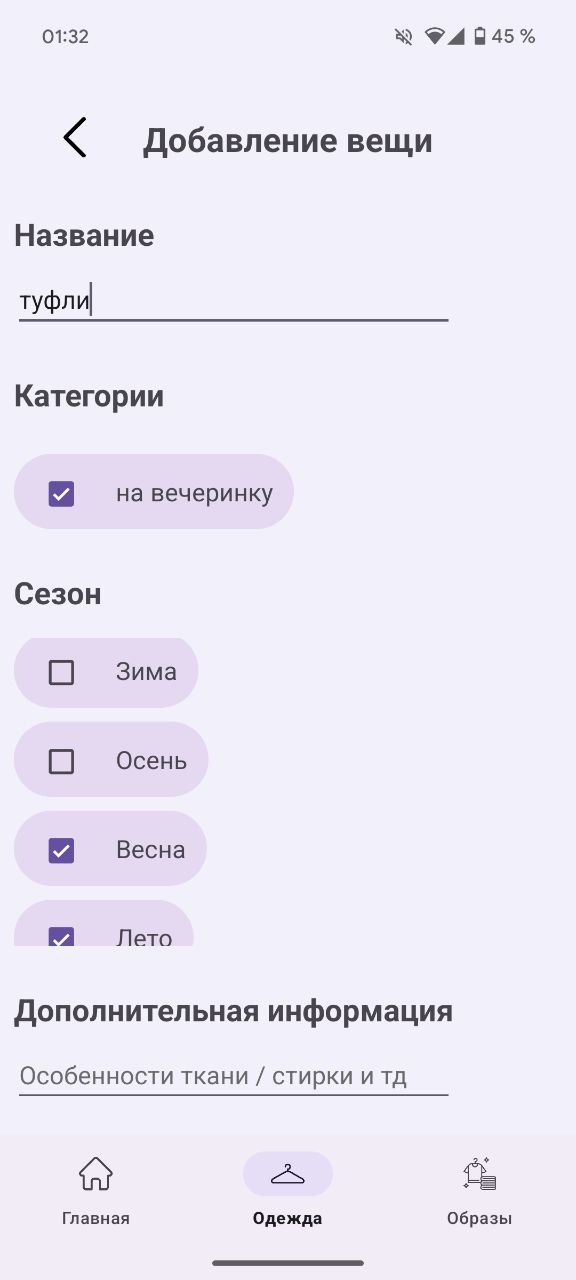 01:32
45 %
Добавление вещи
Название
туфли
Категории
на вечеринку
Сезон
Зима
Осень
Весна
Лето
Дополнительная информация
Особенности ткани / стирки и тд
Главная
Одежда
Образы